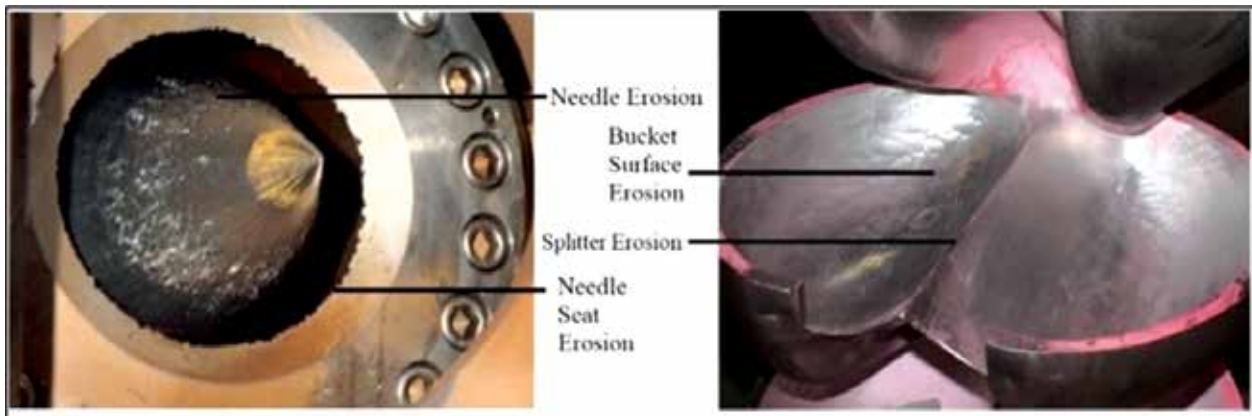 Needle Erosion
Bucket
Surface
Erosion
Splitter Erosion
Needle
Seat
Erosion